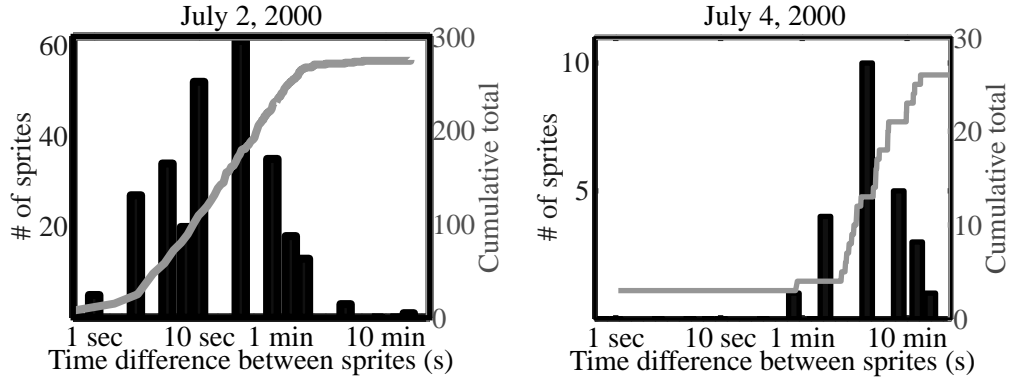 July 2, 2000
60
40
20
# of sprites
300
200
100
0
Cumulative total
1 sec 10 sec 1 min 10 min
Time difference between sprites (s)
July 4, 2000
10
5
# of sprites
30
20
10
0
Cumulative total
1 sec 10 sec 1 min 10 min
Time difference between sprites (s)